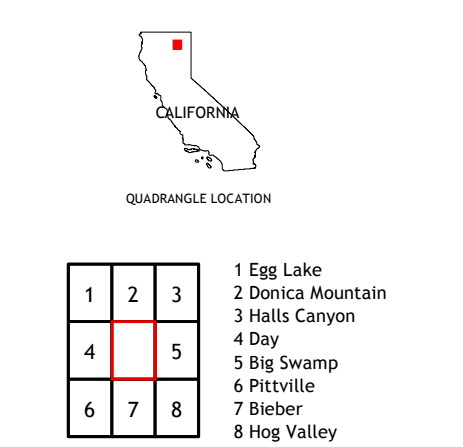 CALIFORNIA
QUADRANGLE LOCATION
1 2 3
4 5
6 7 8
1 Egg Lake
2 Donica Mountain
3 Halls Canyon
4 Day
5 Big Swamp
6 Pittville
7 Bieber
8 Hog Valley